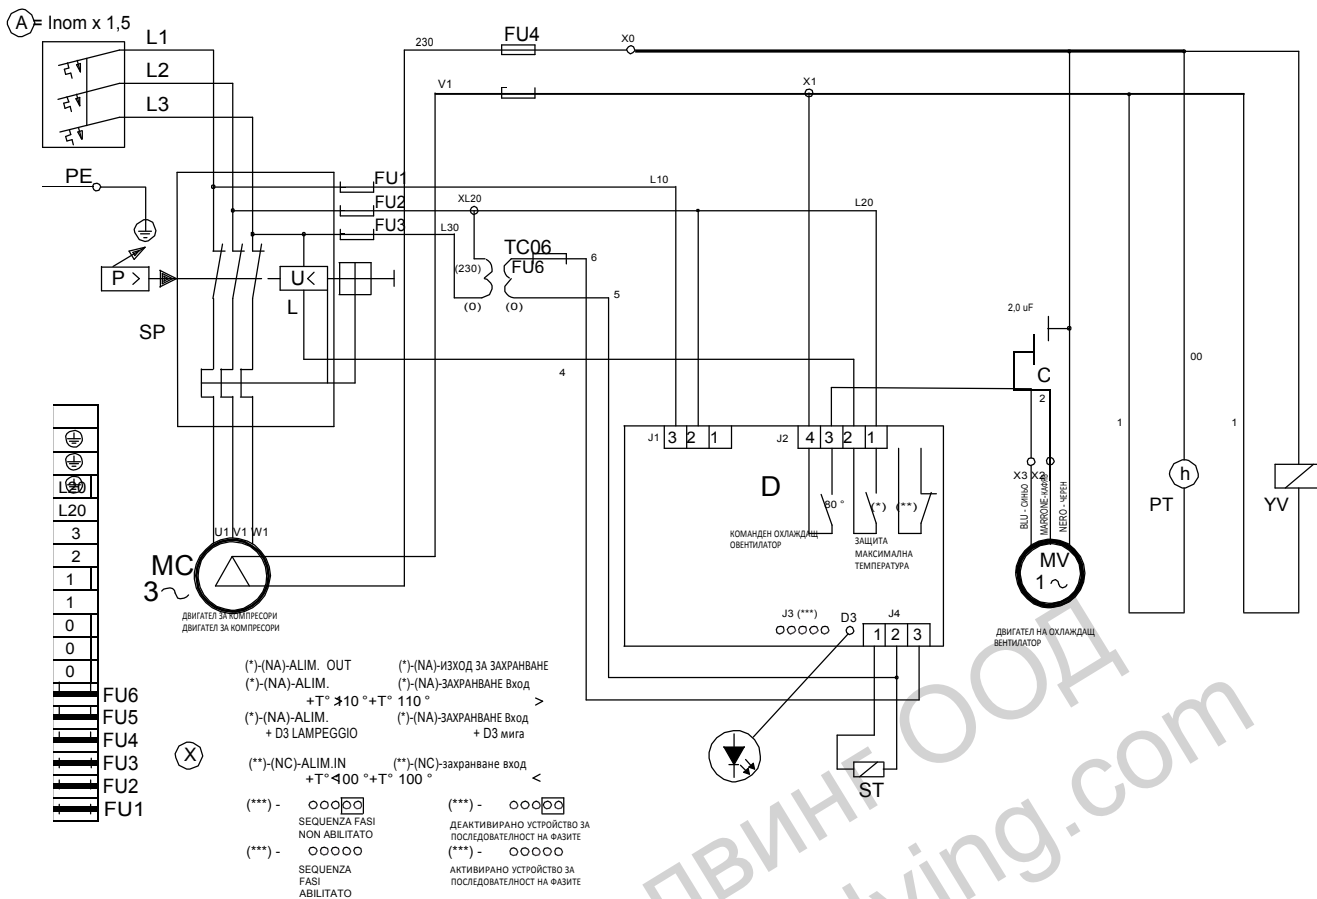 A = Inom x 1,5
L1
L2
L3
PE
230
FU4
X0
V1
X1
FU1
FU2
FU3
L10
XL20
L20
L30
TC06
FU6
(230)
6
5
(0)
(0)
P >
U<
L
SP
4
2,0 uF
C
2
00
1
1
J1
3 2 1
J2
4 3 2 1
D
80 °
(*)
(**)
КОМАНДЕН ОХЛАЖДАЩ
ОВЕНТИЛАТОР
ЗАЩИТА
МАКСИМАЛНА
ТЕМПЕРАТУРА
X3 X2
BLU - СИНЬО
MARRONE-КАФЯВ
NERO - ЧЕРЕН
h
PT
YV
MV
1 ~
ДВИГАТЕЛ НА ОХЛАЖДАЩ
ВЕНТИЛАТОР
J3 (***)
D3
J4
1 2 3
ST
L20
L20
3
2
1
1
0
0
0
FU6
FU5
FU4
FU3
FU2
FU1
X
U1 V1 W1
MC
3 ~
ДВИГАТЕЛ ЗА КОМПРЕСОРИ
ДВИГАТЕЛ ЗА КОМПРЕСОРИ
(*)-(NA)-ALIM. OUT (*)-(NA)-ИЗХОД ЗА ЗАХРАНВАНЕ
(*)-(NA)-ALIM. (*)-(NA)-ЗАХРАНВАНЕ Вход
+T° >110 °+T° 110 ° >
(*)-(NA)-ALIM. (*)-(NA)-ЗАХРАНВАНЕ Вход
+ D3 LAMPEGGIO + D3 мига
(**)-(NC)-ALIM.IN (**)-(NC)-захранване вход
+T°<100 °+T° 100 ° <
(***) - (***) -
SEQUENZA FASI
NON ABILITATO
ДЕАКТИВИРАНО УСТРОЙСТВО ЗА
ПОСЛЕДОВАТЕЛНОСТ НА ФАЗИТЕ
(***) - (***) -
SEQUENZA
FASI
ABILITATO
АКТИВИРАНО УСТРОЙСТВО ЗА
ПОСЛЕДОВАТЕЛНОСТ НА ФАЗИТЕ
лвинг ООД
lving.com